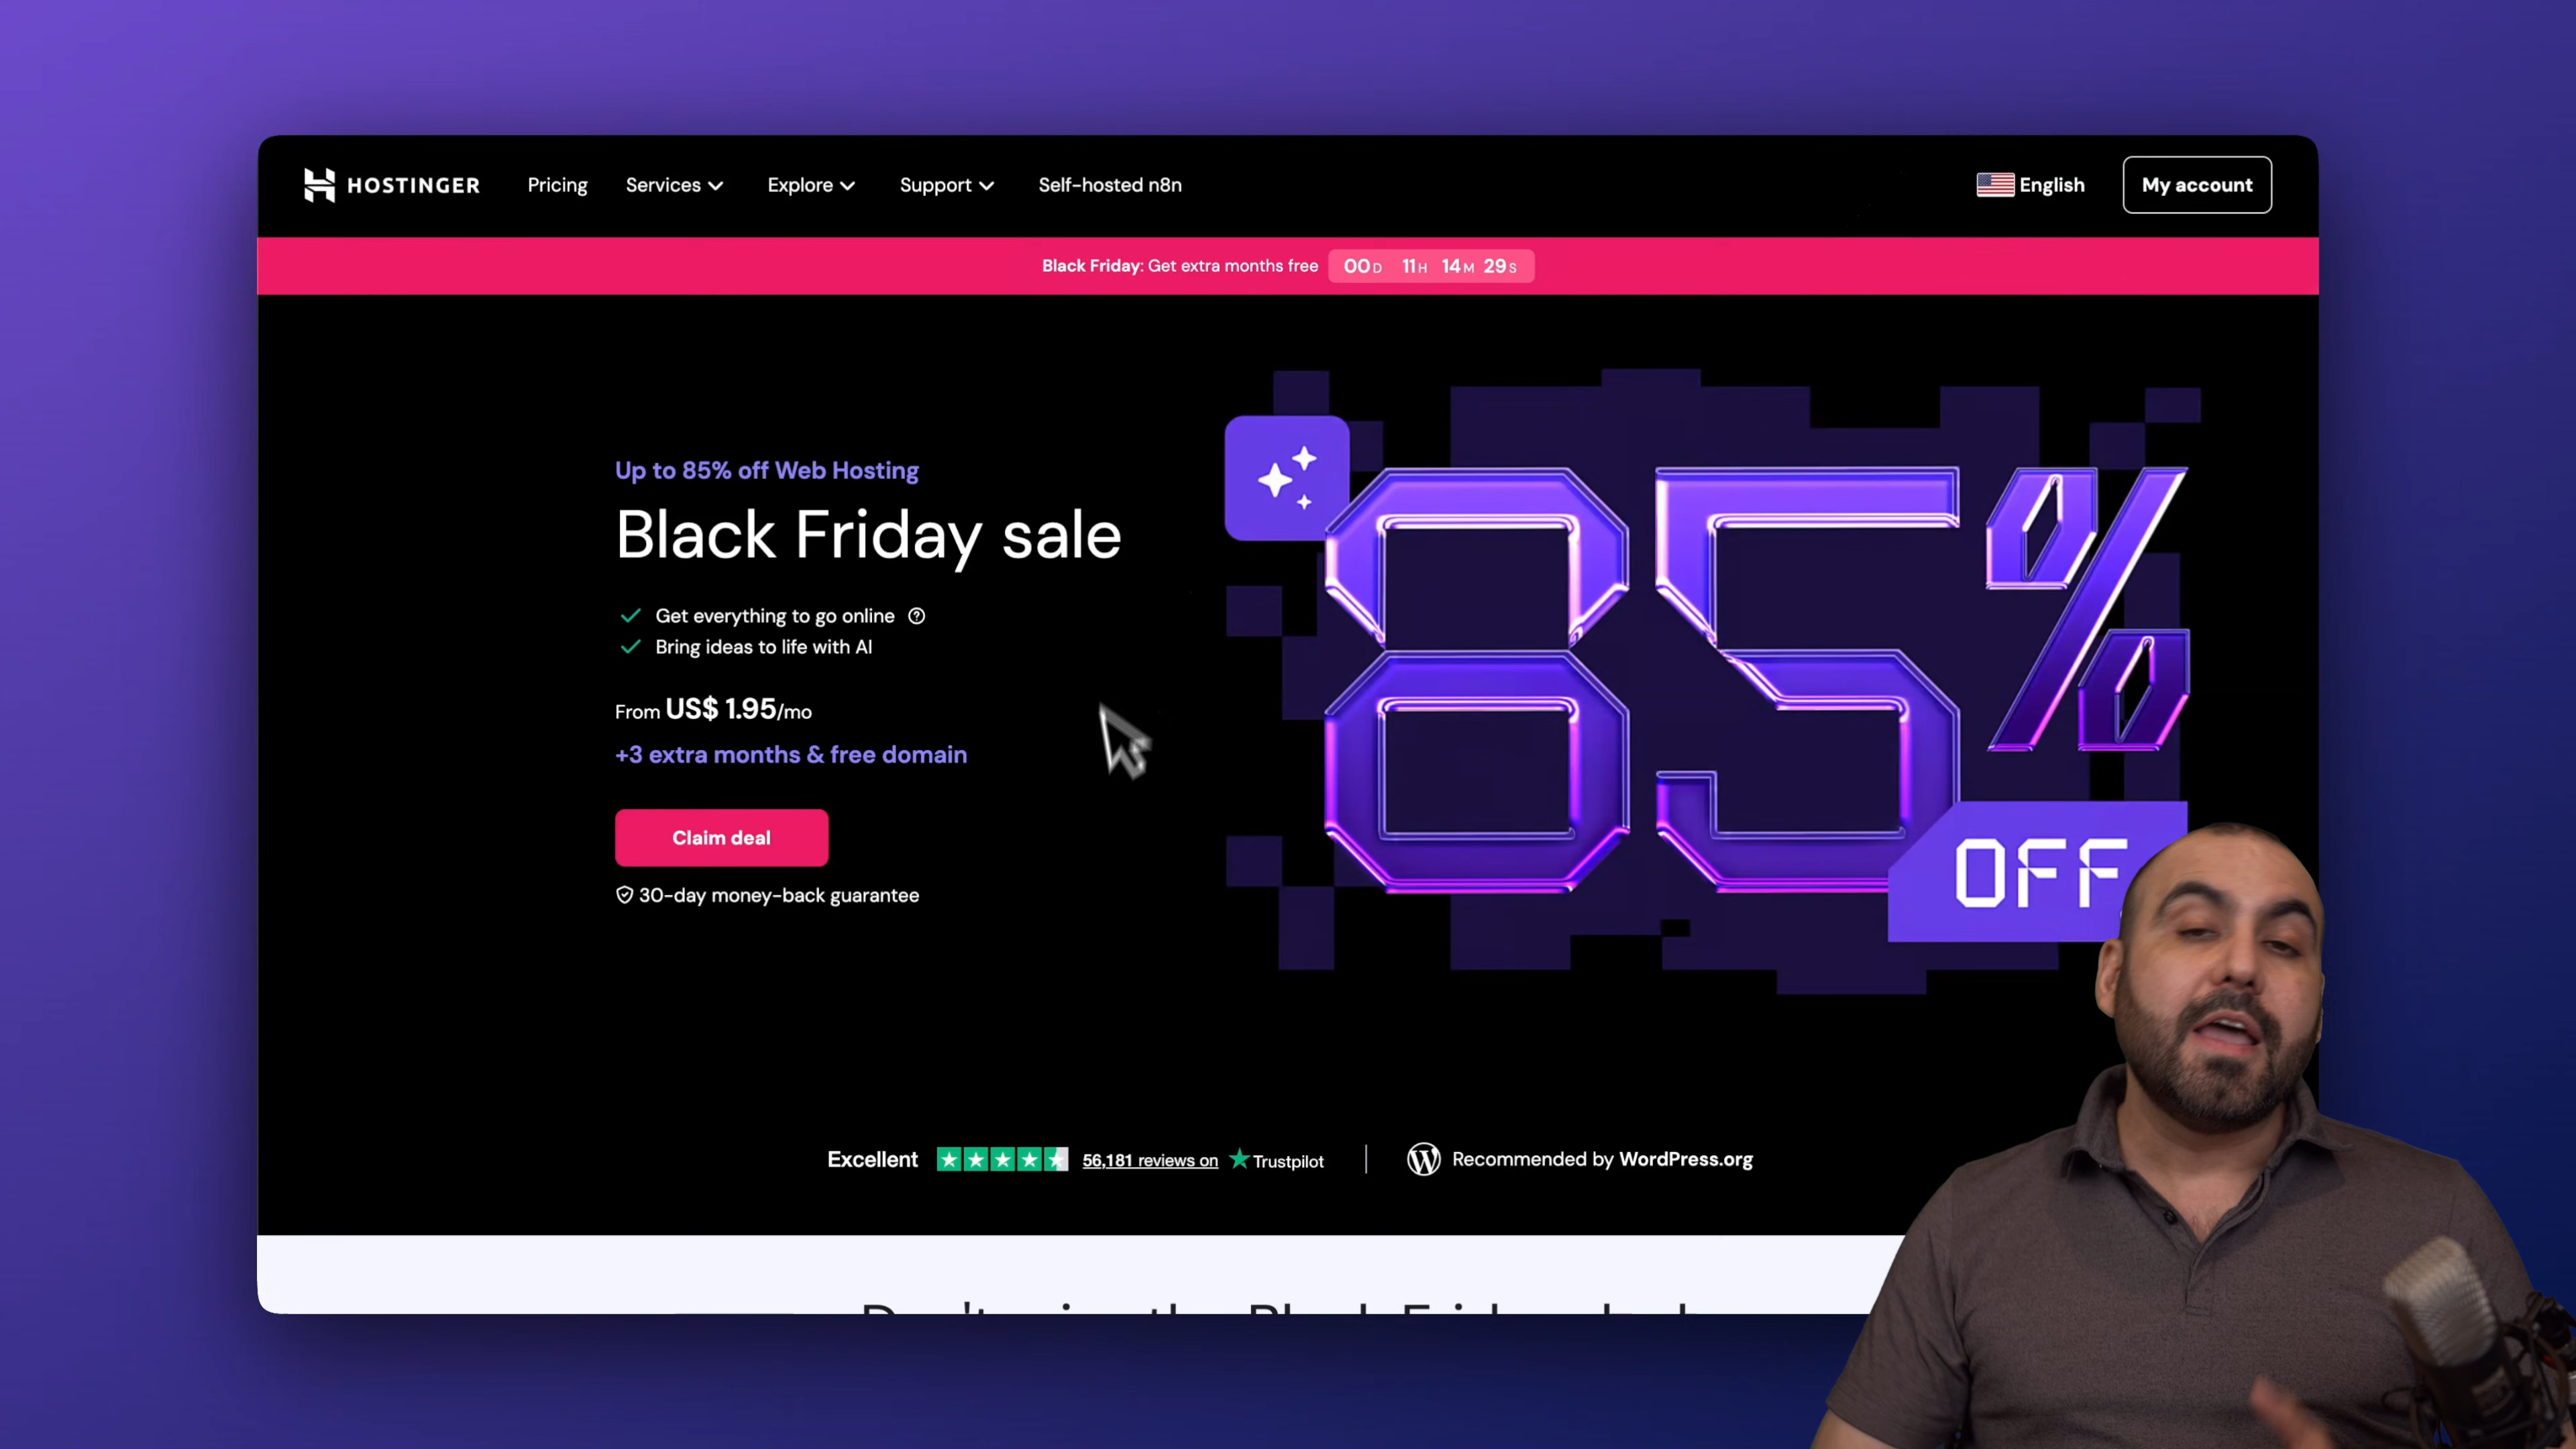 HOSTINGER
Pricing
Services
Explore
Support
Self-hosted n8n
English
My account
Black Friday: Get extra months free 00D 11H 14M 29S
Up to 85% off Web Hosting
Black Friday sale
Get everything to go online
Bring ideas to life with AI
From US$ 1.95/mo
+3 extra months & free domain
Claim deal
30-day money-back guarantee
85%
OFF
Excellent 56,181 reviews on Trustpilot
Recommended by WordPress.org